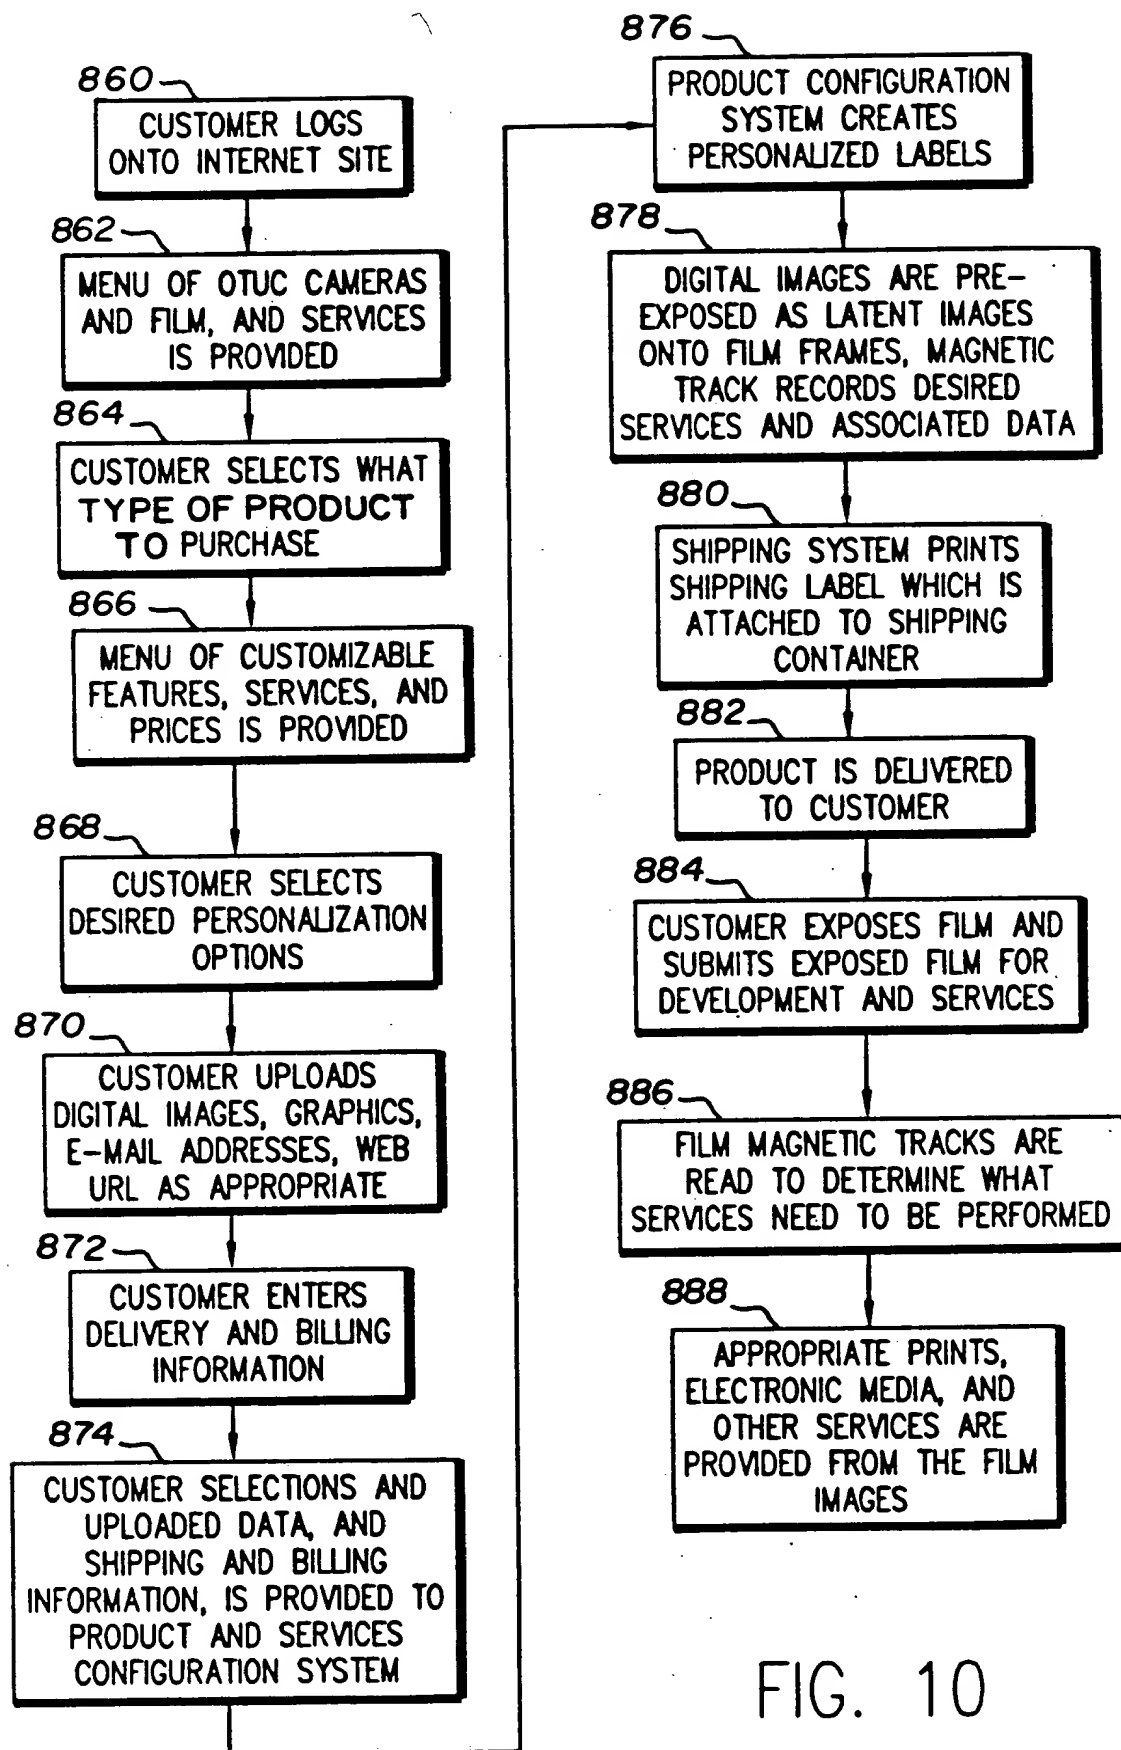 860
CUSTOMER LOGS
ONTO INTERNET SITE
862
MENU OF OTUC CAMERAS
AND FILM, AND SERVICES
IS PROVIDED
864
CUSTOMER SELECTS WHAT
TYPE OF PRODUCT
TO PURCHASE
866
MENU OF CUSTOMIZABLE
FEATURES, SERVICES, AND
PRICES IS PROVIDED
868
CUSTOMER SELECTS
DESIRED PERSONALIZATION
OPTIONS
870
CUSTOMER UPLOADS
DIGITAL IMAGES, GRAPHICS,
E-MAIL ADDRESSES, WEB
URL AS APPROPRIATE
872
CUSTOMER ENTERS
DELIVERY AND BILLING
INFORMATION
874
CUSTOMER SELECTIONS AND
UPLOADED DATA, AND
SHIPPING AND BILLING
INFORMATION, IS PROVIDED TO
PRODUCT AND SERVICES
CONFIGURATION SYSTEM
876
PRODUCT CONFIGURATION
SYSTEM CREATES
PERSONALIZED LABELS
878
DIGITAL IMAGES ARE PRE-
EXPOSED AS LATENT IMAGES
ONTO FILM FRAMES, MAGNETIC
TRACK RECORDS DESIRED
SERVICES AND ASSOCIATED DATA
880
SHIPPING SYSTEM PRINTS
SHIPPING LABEL WHICH IS
ATTACHED TO SHIPPING
CONTAINER
882
PRODUCT IS DELIVERED
TO CUSTOMER
884
CUSTOMER EXPOSES FILM AND
SUBMITS EXPOSED FILM FOR
DEVELOPMENT AND SERVICES
886
FILM MAGNETIC TRACKS ARE
READ TO DETERMINE WHAT
SERVICES NEED TO BE PERFORMED
888
APPROPRIATE PRINTS,
ELECTRONIC MEDIA, AND
OTHER SERVICES ARE
PROVIDED FROM THE FILM
IMAGES
FIG. 10